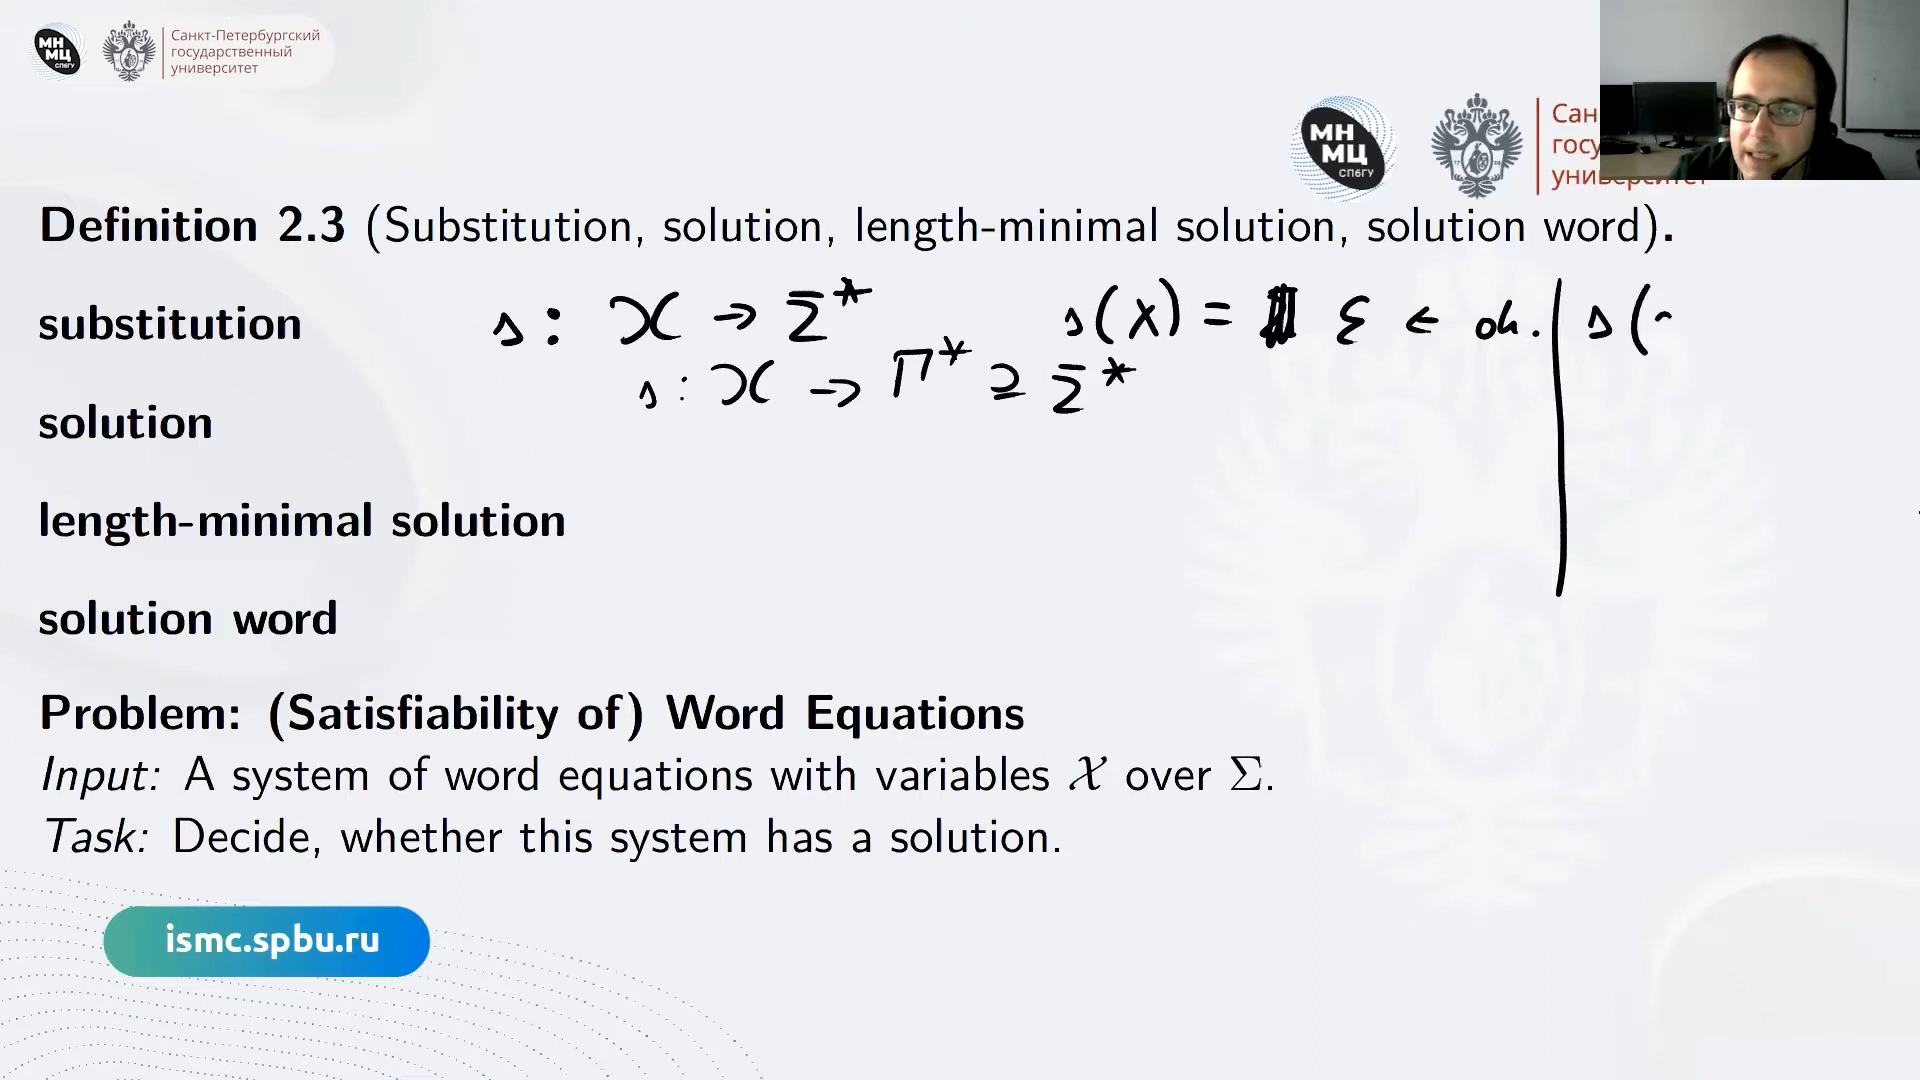 МН
МЦ
СПбГУ
Санкт-Петербургский
государственный
университет
МН
МЦ
СПбГУ
Сан
госу
университет
Definition 2.3 (Substitution, solution, length-minimal solution, solution word).
substitution s : 𝒳 → Σ* s(X) = ε ← ok. | s(
s : 𝒳 → Γ* ⊇ Σ*
solution
length-minimal solution
solution word
Problem: (Satisfiability of) Word Equations
Input: A system of word equations with variables 𝒳 over Σ.
Task: Decide, whether this system has a solution.
ismc.spbu.ru